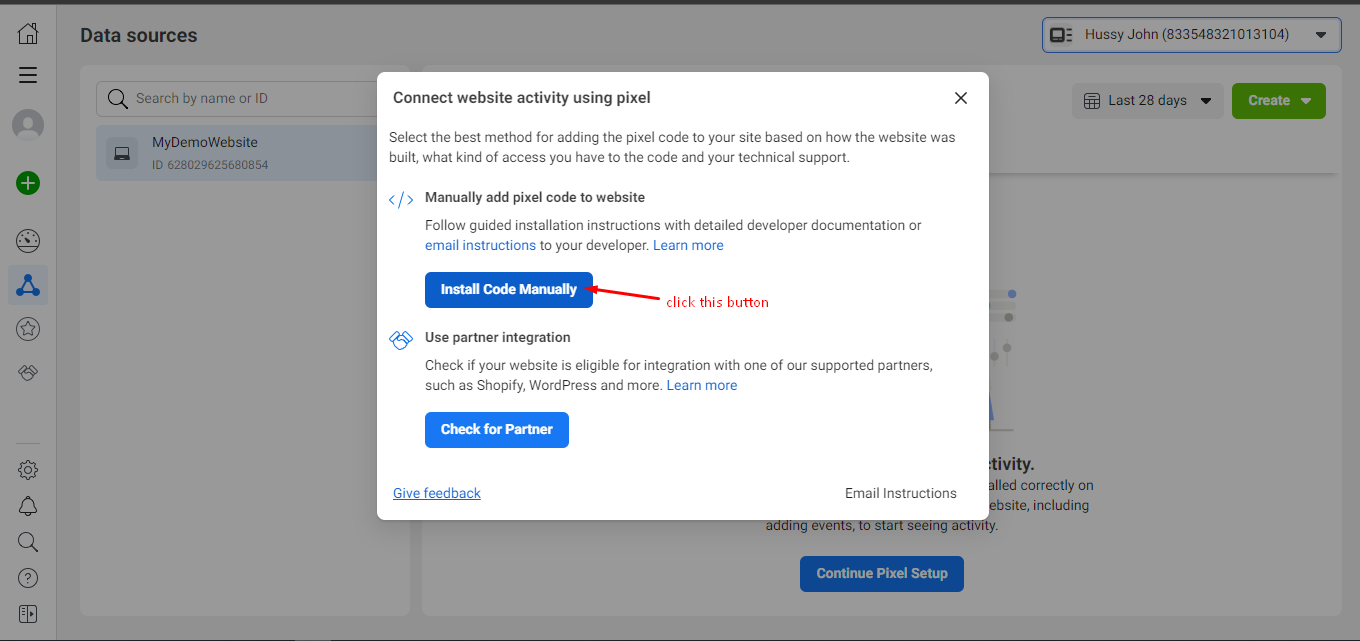 Data sources
Hussy John (833548321013104)
Search by name or ID
Last 28 days
Create
MyDemoWebsite
ID 628029625680854
Connect website activity using pixel
Select the best method for adding the pixel code to your site based on how the website was
built, what kind of access you have to the code and your technical support.
Manually add pixel code to website
Follow guided installation instructions with detailed developer documentation or
email instructions to your developer. Learn more
Install Code Manually
click this button
Use partner integration
Check if your website is eligible for integration with one of our supported partners,
such as Shopify, WordPress and more. Learn more
Check for Partner
Give feedback
Email Instructions
ctivity.
alled correctly on
ebsite, including
adding events, to start seeing activity.
Continue Pixel Setup